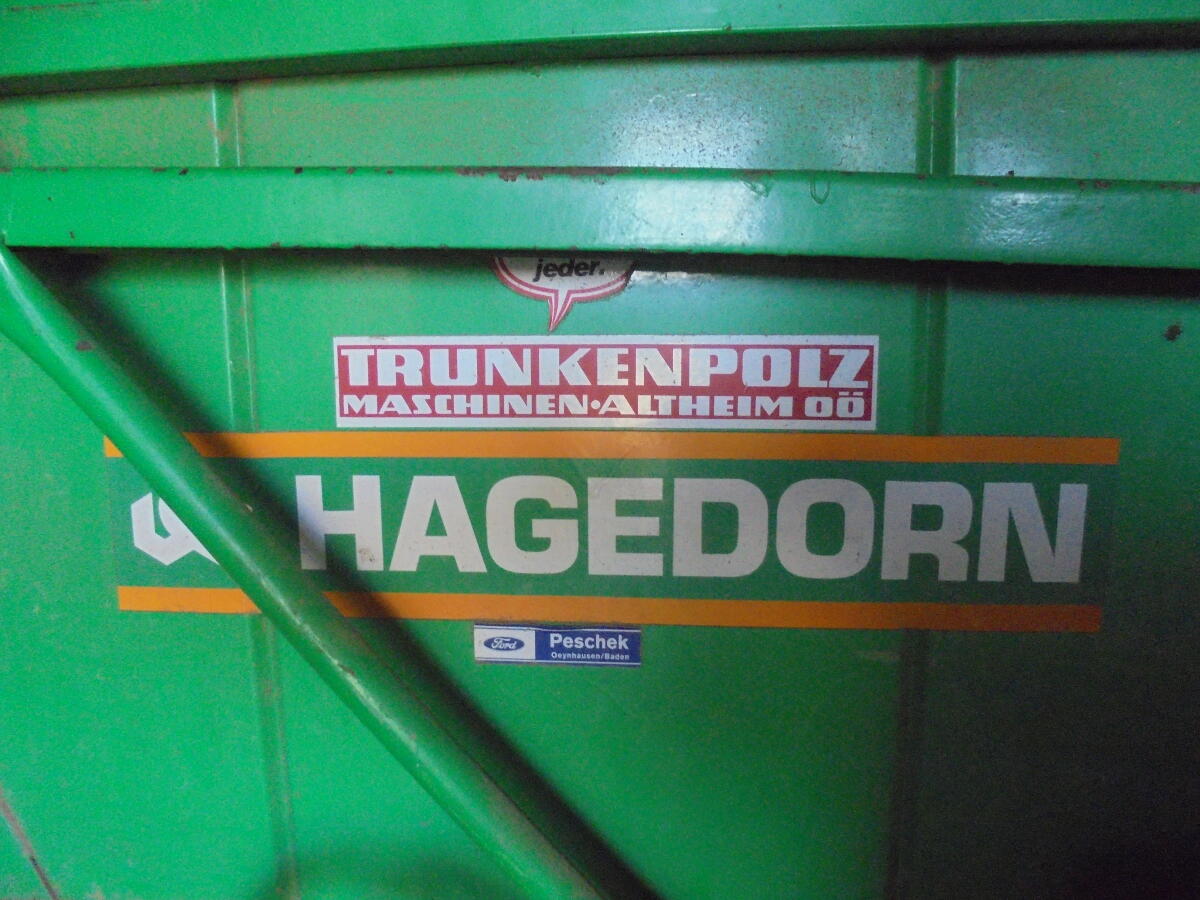 jeder.
TRUNKENPOLZ
MASCHINEN·ALTHEIM OÖ
HAGEDORN
Ford Peschek
Oeynhausen/Baden